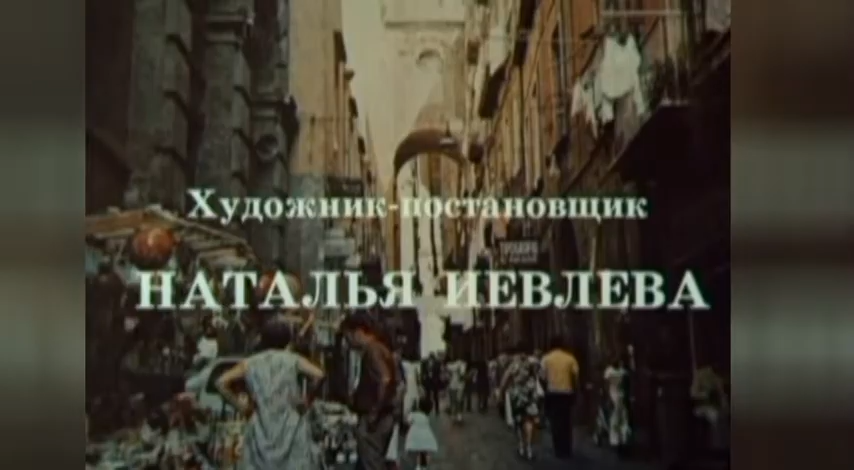 Художник-постановщик
НАТАЛЬЯ ИЕВЛЕВА